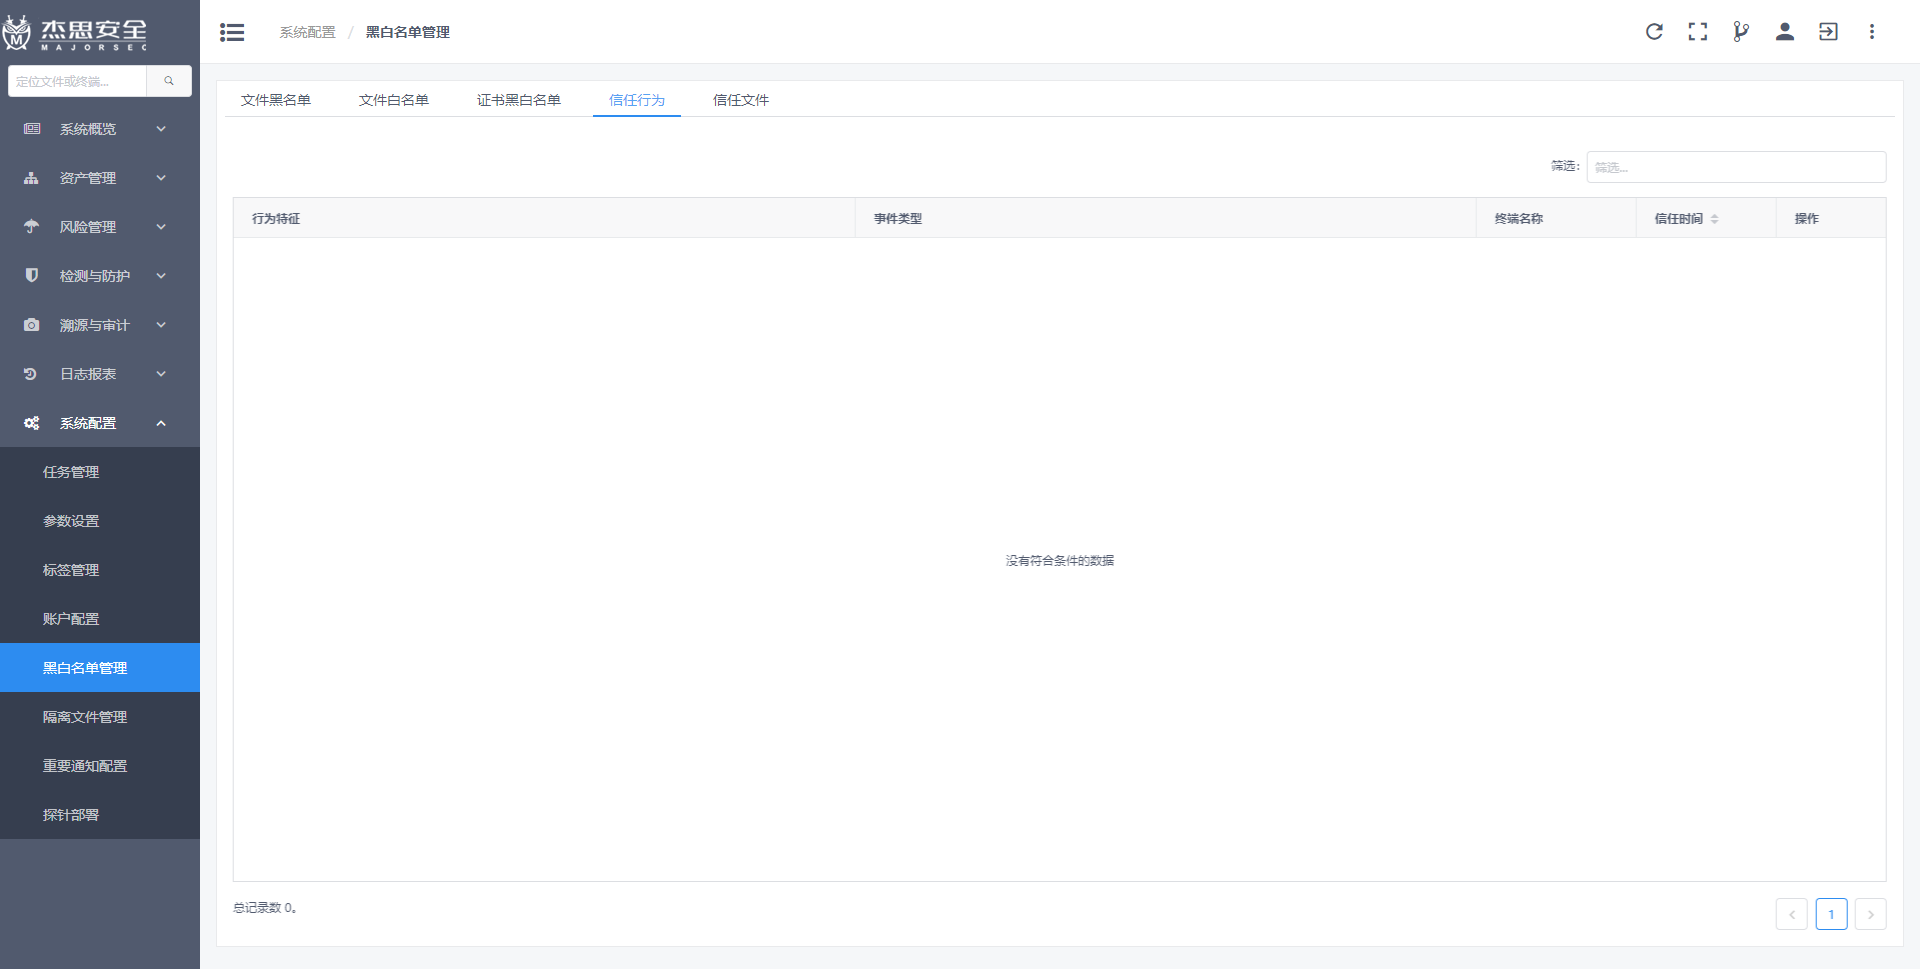 杰思安全
MAJORSEC
定位文件或终端...
系统概览
资产管理
风险管理
检测与防护
溯源与审计
日志报表
系统配置
任务管理
参数设置
标签管理
账户配置
黑白名单管理
隔离文件管理
重要通知配置
探针部署
系统配置 / 黑白名单管理
文件黑名单 文件白名单 证书黑白名单 信任行为 信任文件
筛选: 筛选...
行为特征 事件类型 终端名称 信任时间 操作
没有符合条件的数据
总记录数 0。
1